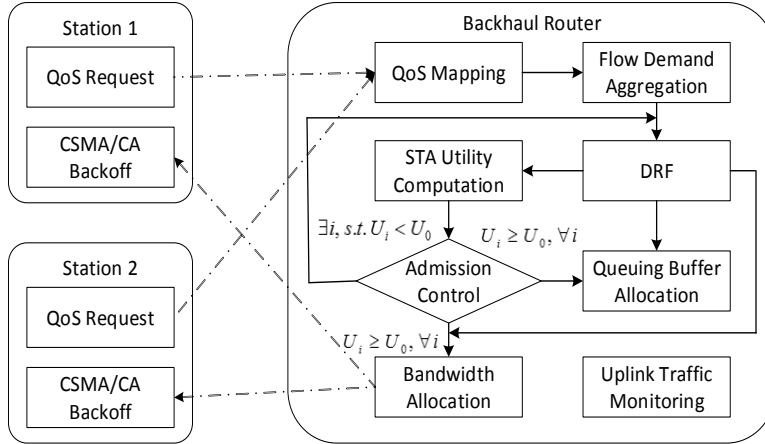 Station 1
QoS Request
CSMA/CA
Backoff
Station 2
QoS Request
CSMA/CA
Backoff
Backhaul Router
QoS Mapping
Flow Demand
Aggregation
STA Utility
Computation
DRF
∃i, s.t. U_i < U_0
U_i ≥ U_0, ∀i
Admission
Control
Queuing Buffer
Allocation
U_i ≥ U_0, ∀i
Bandwidth
Allocation
Uplink Traffic
Monitoring